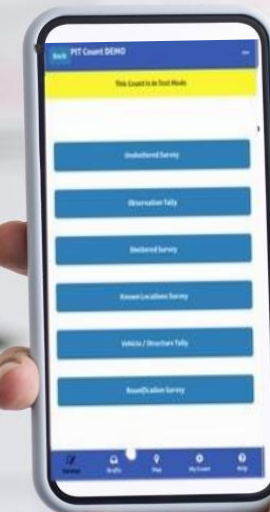 Back PIT Count DEMO
This Count Is In Test Mode
Unsheltered Survey
Observation Tally
Sheltered Survey
Known Locations Survey
Vehicle / Structure Tally
Reunification Survey
Surveys Drafts Map My Count Help